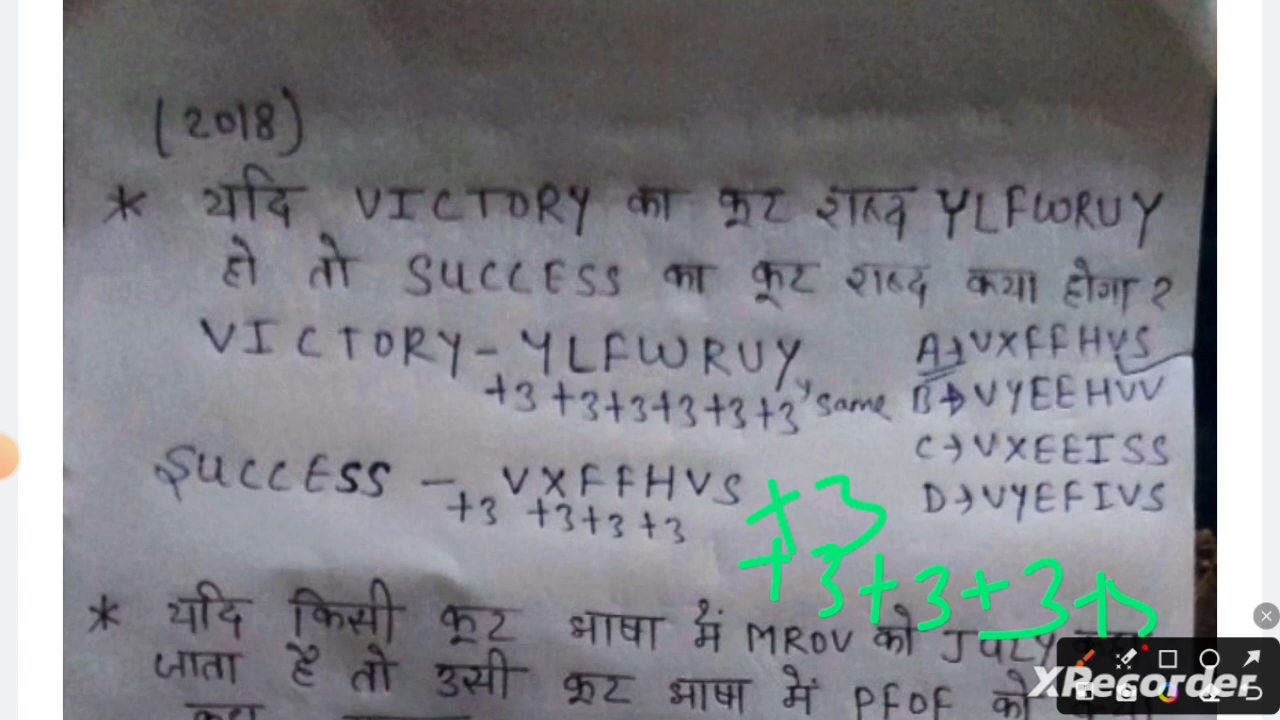 (2018)
* यदि VICTORY का कूट शब्द YLFWRUY
हो तो SUCCESS का कूट शब्द क्या होगा ?
VICTORY - YLFWRUY
+3 +3+3+3+3+3 Y Same
A→ VXFFHVS
B→ VYEEHVV
C→ VXEEISS
D→ VYEFIVS
SUCCESS - VXFFHVS
+3 +3+3+3
+3
+3+3+3+
* यदि किसी कूट भाषा में MROV को JULY
जाता है तो उसी कूट भाषा में PFOF को
XRecorder